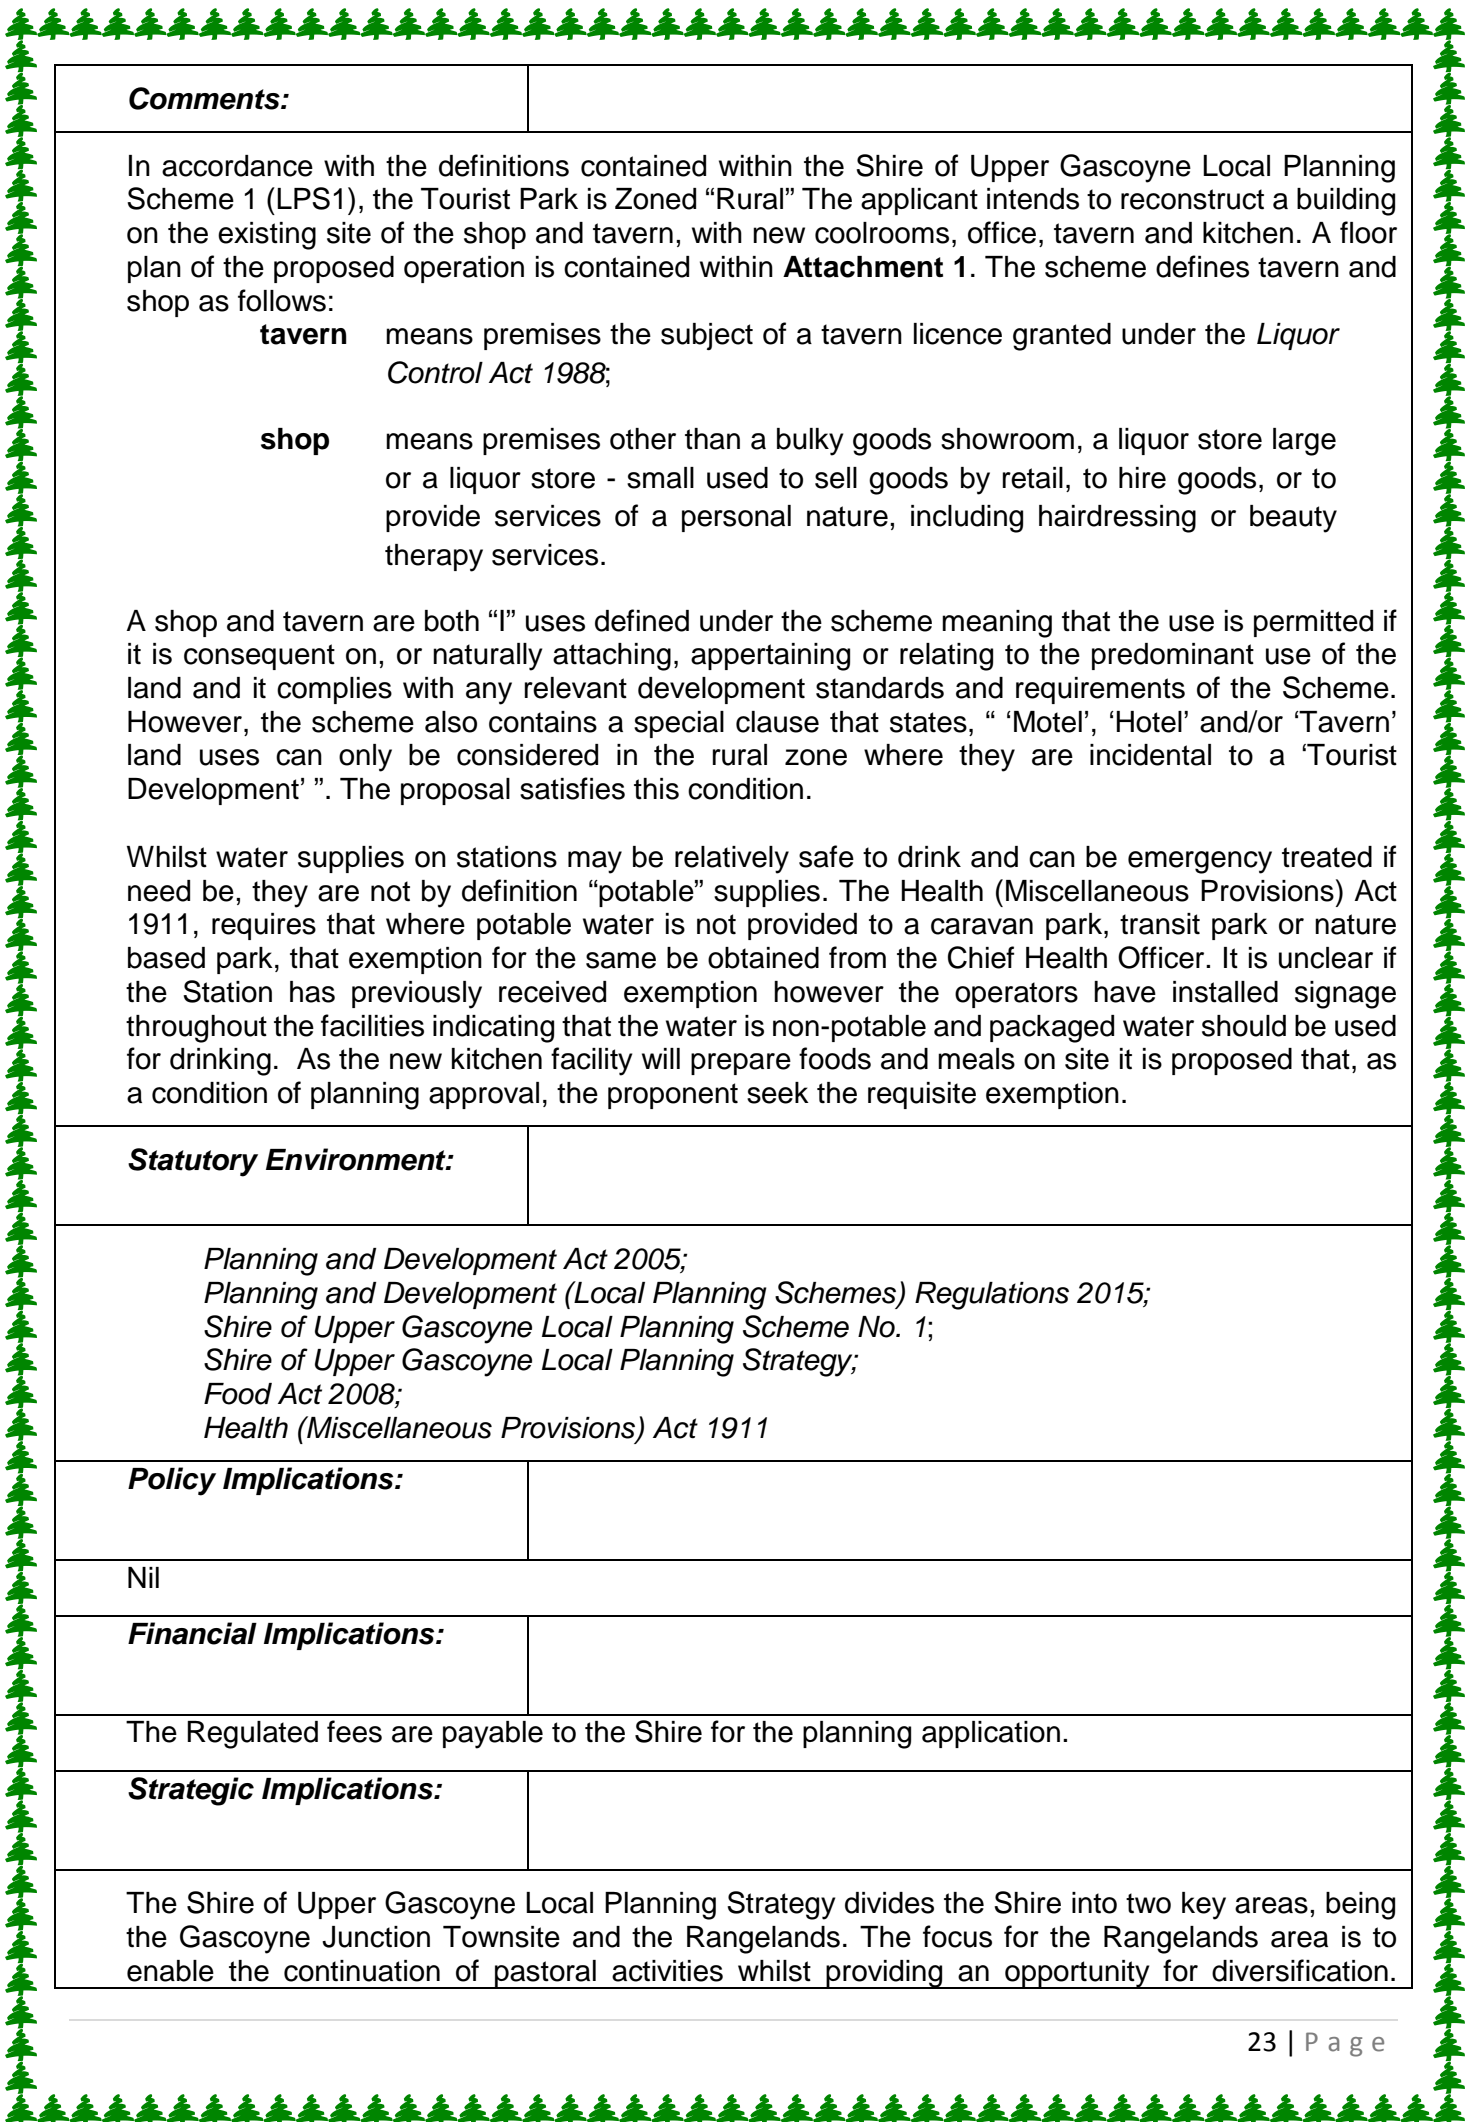 Comments:
In accordance with the definitions contained within the Shire of Upper Gascoyne Local Planning
Scheme 1 (LPS1), the Tourist Park is Zoned “Rural” The applicant intends to reconstruct a building
on the existing site of the shop and tavern, with new coolrooms, office, tavern and kitchen. A floor
plan of the proposed operation is contained within Attachment 1. The scheme defines tavern and
shop as follows:
tavern means premises the subject of a tavern licence granted under the Liquor
Control Act 1988;
shop means premises other than a bulky goods showroom, a liquor store large
or a liquor store - small used to sell goods by retail, to hire goods, or to
provide services of a personal nature, including hairdressing or beauty
therapy services.
A shop and tavern are both “I” uses defined under the scheme meaning that the use is permitted if
it is consequent on, or naturally attaching, appertaining or relating to the predominant use of the
land and it complies with any relevant development standards and requirements of the Scheme.
However, the scheme also contains a special clause that states, “ ‘Motel’, ‘Hotel’ and/or ‘Tavern’
land uses can only be considered in the rural zone where they are incidental to a ‘Tourist
Development’ ”. The proposal satisfies this condition.
Whilst water supplies on stations may be relatively safe to drink and can be emergency treated if
need be, they are not by definition “potable” supplies. The Health (Miscellaneous Provisions) Act
1911, requires that where potable water is not provided to a caravan park, transit park or nature
based park, that exemption for the same be obtained from the Chief Health Officer. It is unclear if
the Station has previously received exemption however the operators have installed signage
throughout the facilities indicating that the water is non-potable and packaged water should be used
for drinking. As the new kitchen facility will prepare foods and meals on site it is proposed that, as
a condition of planning approval, the proponent seek the requisite exemption.
Statutory Environment:
Planning and Development Act 2005;
Planning and Development (Local Planning Schemes) Regulations 2015;
Shire of Upper Gascoyne Local Planning Scheme No. 1;
Shire of Upper Gascoyne Local Planning Strategy;
Food Act 2008;
Health (Miscellaneous Provisions) Act 1911
Policy Implications:
Nil
Financial Implications:
The Regulated fees are payable to the Shire for the planning application.
Strategic Implications:
The Shire of Upper Gascoyne Local Planning Strategy divides the Shire into two key areas, being
the Gascoyne Junction Townsite and the Rangelands. The focus for the Rangelands area is to
enable the continuation of pastoral activities whilst providing an opportunity for diversification.
23 | P a g e